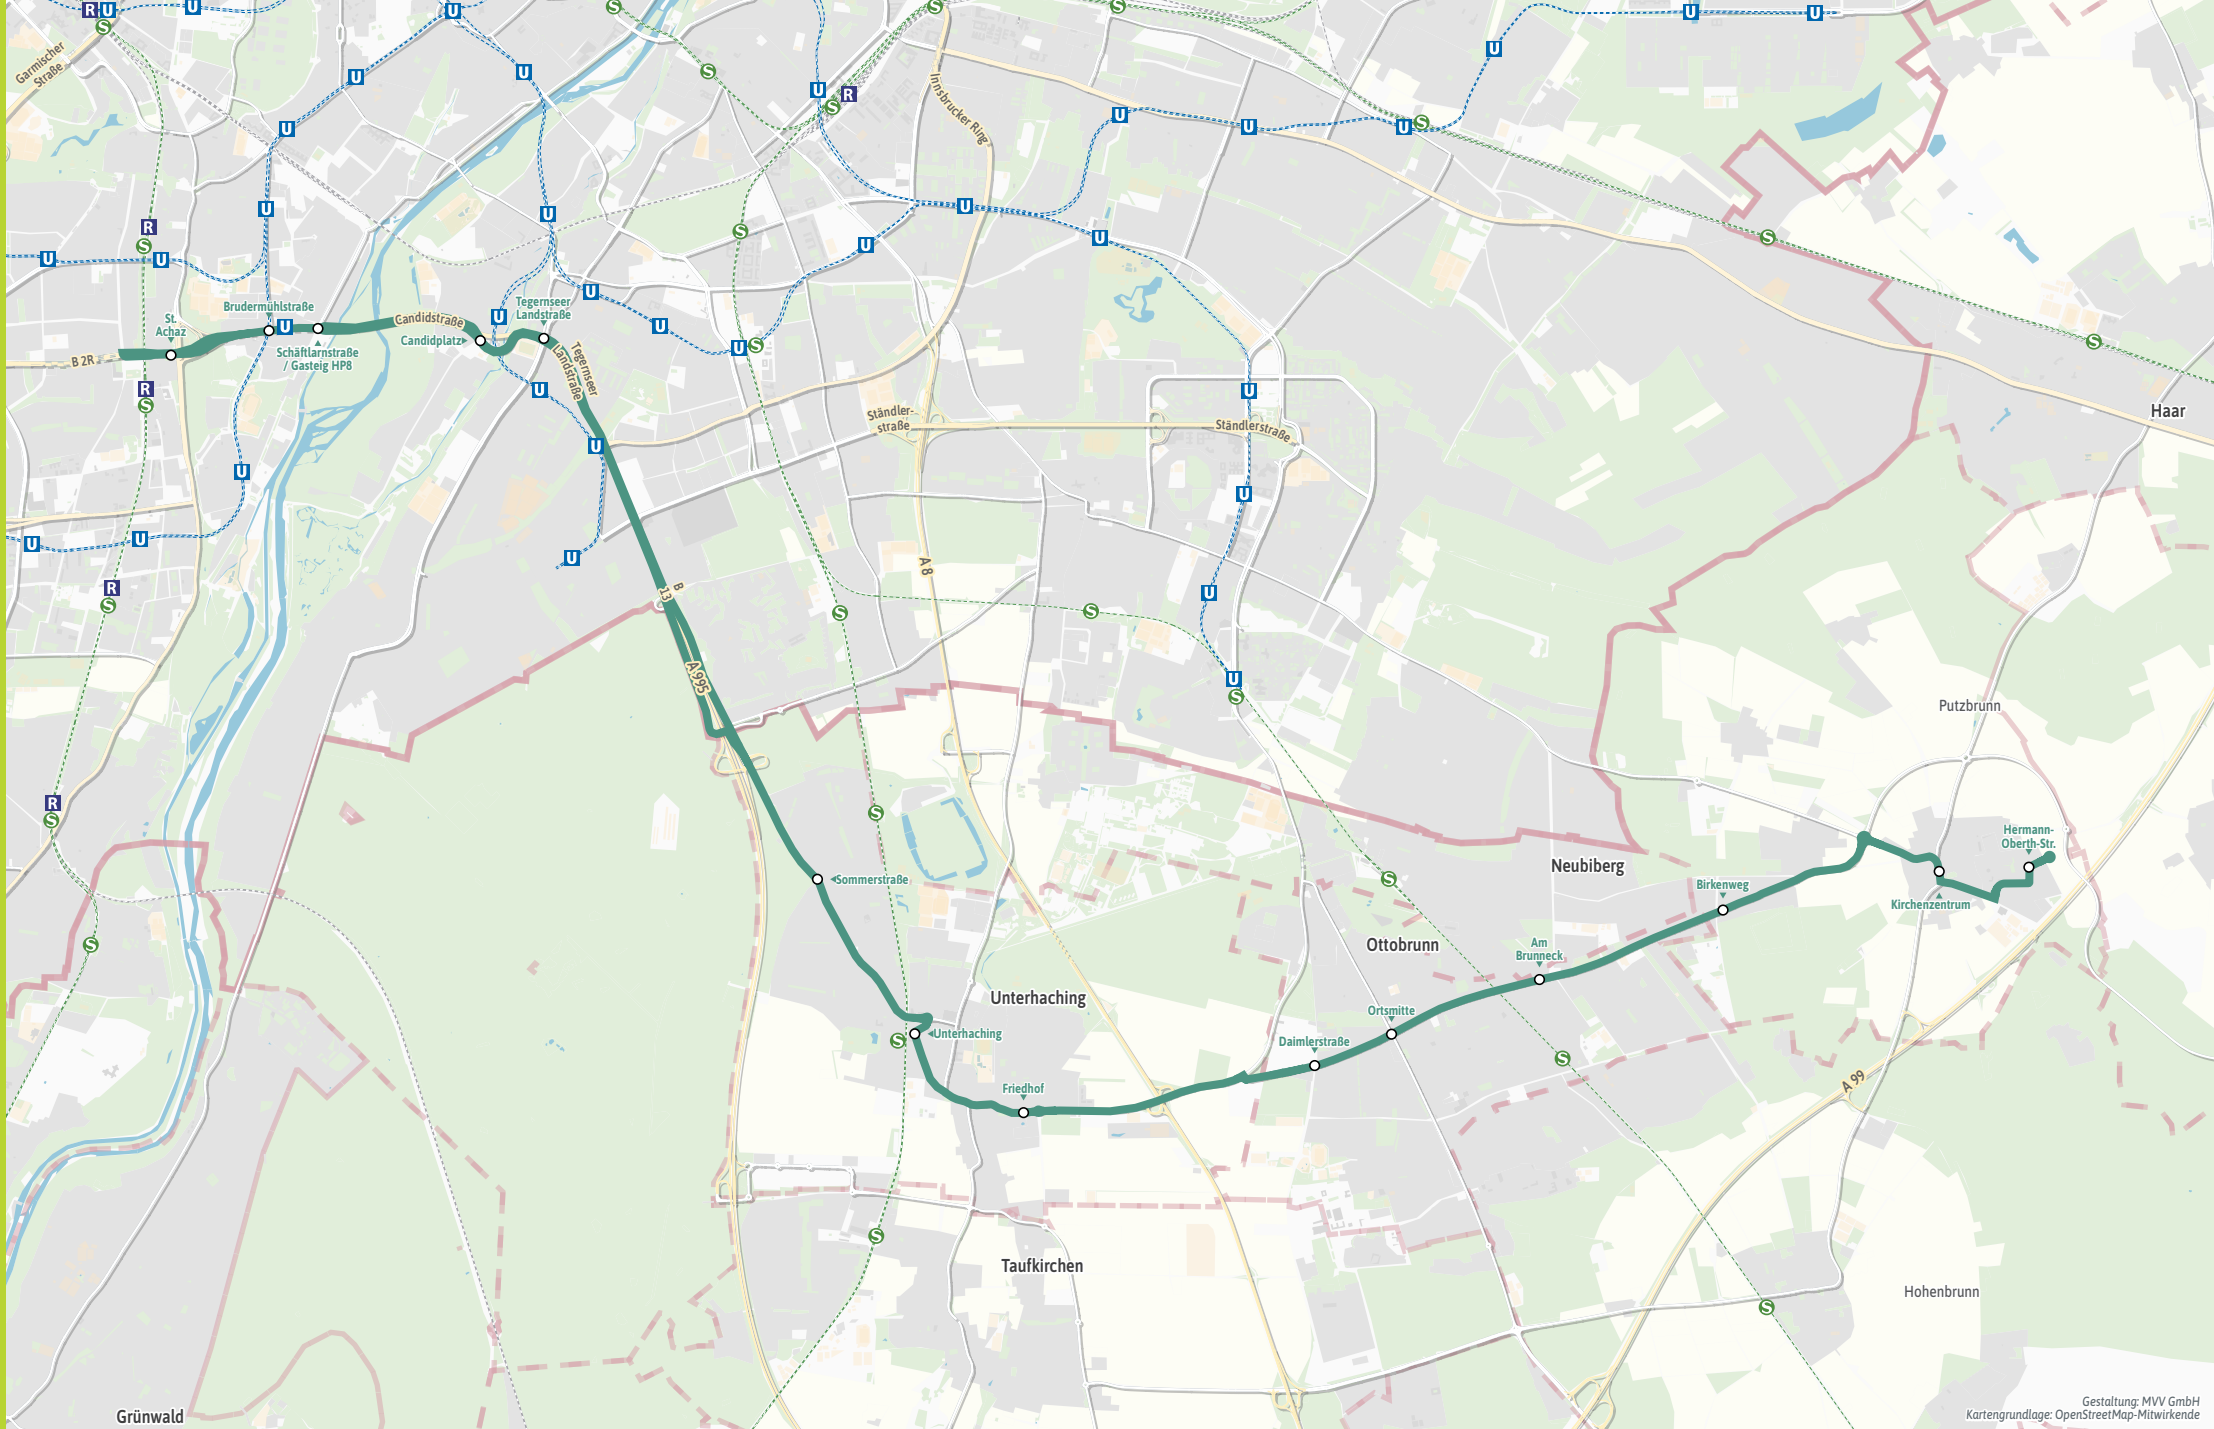 R
U
U
U
S
S
S
Garmischer
Straße
S
U
U
U
U
U
S
U
R
S
Innsbrucker Ring
U
U
U
U
S
U
U
U
S
R
S
U
U
U
U
S
S
U
U
Brudermühlstraße
Tegernseer
Landstraße
St.
Achaz
U
Candidstraße
U
U
Candidplatz
Schäftlarnstraße
/ Gasteig HP8
B 2R
U
S
S
Tegernseer
Landstraße
R
S
U
U
Ständler-
straße
Ständlerstraße
Haar
U
U
U
U
U
U
A 8
B
13
R
S
S
S
U
U
S
A 995
Putzbrunn
R
S
S
Hermann-
Oberth-Str.
Neubiberg
Sommerstraße
S
Birkenweg
Kirchenzentrum
S
Ottobrunn
Am
Brunneck
Unterhaching
Ortsmitte
S
Unterhaching
Daimlerstraße
S
Friedhof
A 99
S
Taufkirchen
Hohenbrunn
S
Grünwald
Gestaltung: MVV GmbH
Kartengrundlage: OpenStreetMap-Mitwirkende